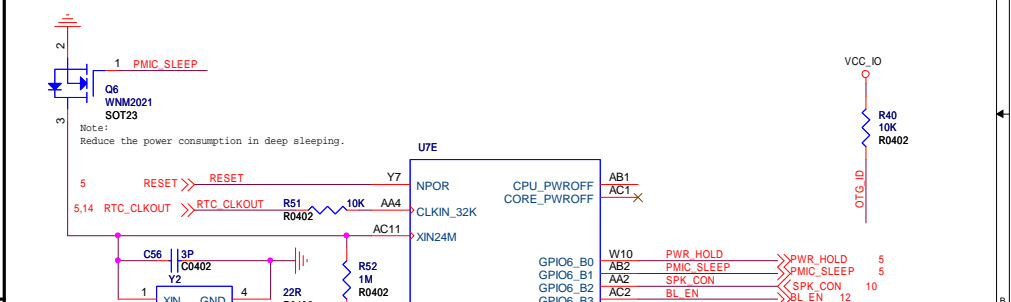 2
1 PMIC_SLEEP
VCC_IO
Q6
WNM2021
SOT23
3
R40
10K
R0402
Note:
Reduce the power consumption in deep sleeping.
U7E
5 RESET RESET Y7 NPOR
CPU_PWROFF AB1
CORE_PWROFF AC1
OTG_ID
5,14 RTC_CLKOUT RTC_CLKOUT R51 10K AA4 CLKIN_32K
R0402
AC11 XIN24M
C56 3P
C0402
R52
1M
R0402
Y2
1 XIN GND 4
22R
GPIO6_B0 W10 PWR_HOLD PWR_HOLD 5
GPIO6_B1 AB2 PMIC_SLEEP PMIC_SLEEP 5
GPIO6_B2 AA2 SPK_CON SPK_CON 10
GPIO6_B3 AC2 BL_EN BL_EN 12